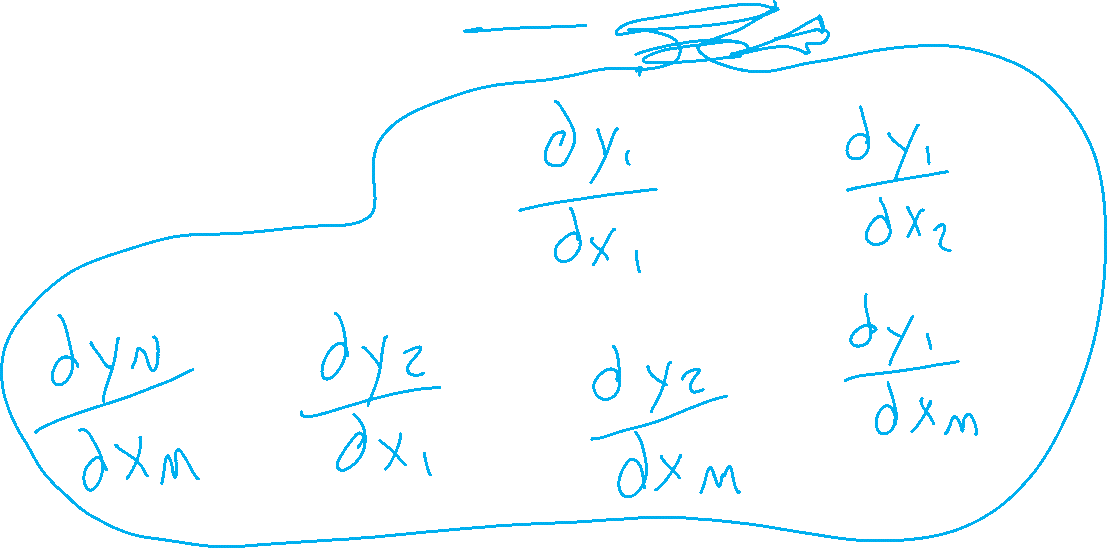 dy₁/dx₁ dy₁/dx₂
dyN/dxM dy₂/dx₁ dy₂/dxM dy₁/dxM